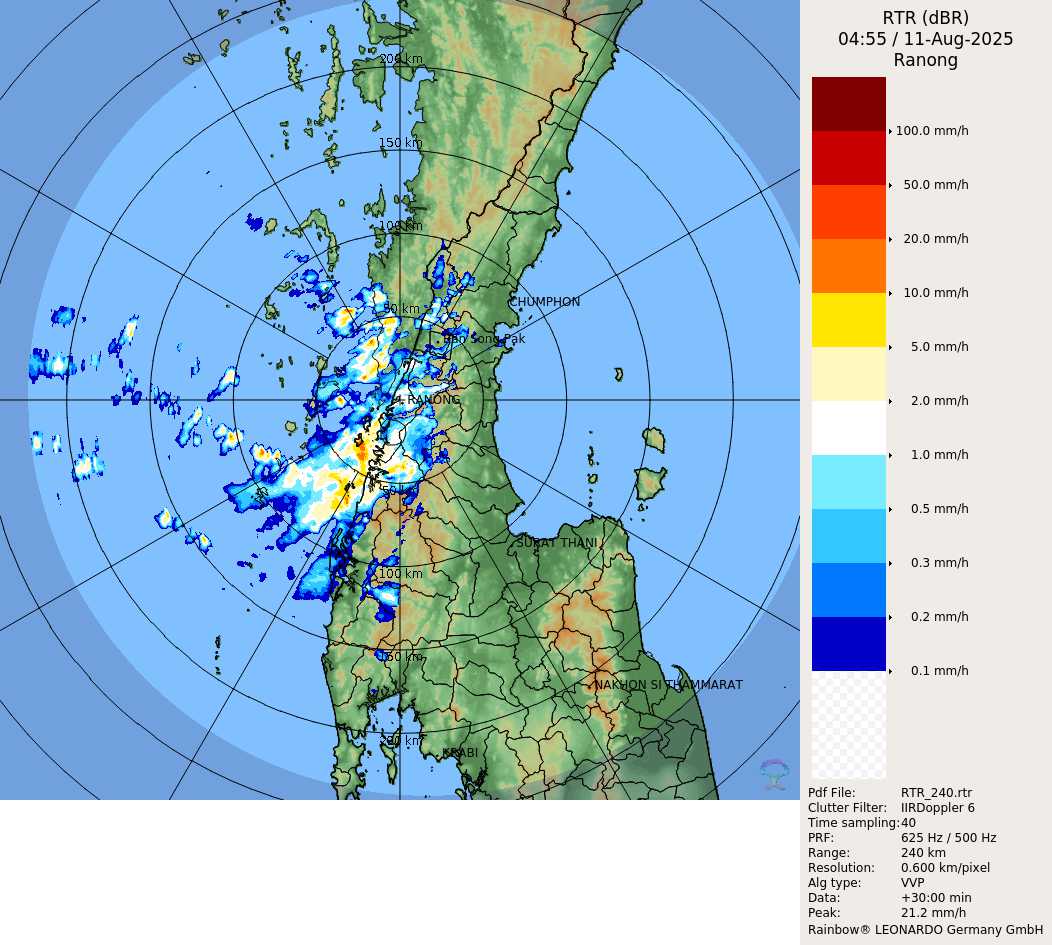 200 km
150 km
100 km
CHUMPHON
50 km
Ban Song Pak
RANONG
50 km
SURAT THANI
100 km
150 km
NAKHON SI THAMMARAT
200 km
KRABI
RTR (dBR)
04:55 / 11-Aug-2025
Ranong
100.0 mm/h
50.0 mm/h
20.0 mm/h
10.0 mm/h
5.0 mm/h
2.0 mm/h
1.0 mm/h
0.5 mm/h
0.3 mm/h
0.2 mm/h
0.1 mm/h
Pdf File: RTR_240.rtr
Clutter Filter: IIRDoppler 6
Time sampling:40
PRF: 625 Hz / 500 Hz
Range: 240 km
Resolution: 0.600 km/pixel
Alg type: VVP
Data: +30:00 min
Peak: 21.2 mm/h
Rainbow® LEONARDO Germany GmbH